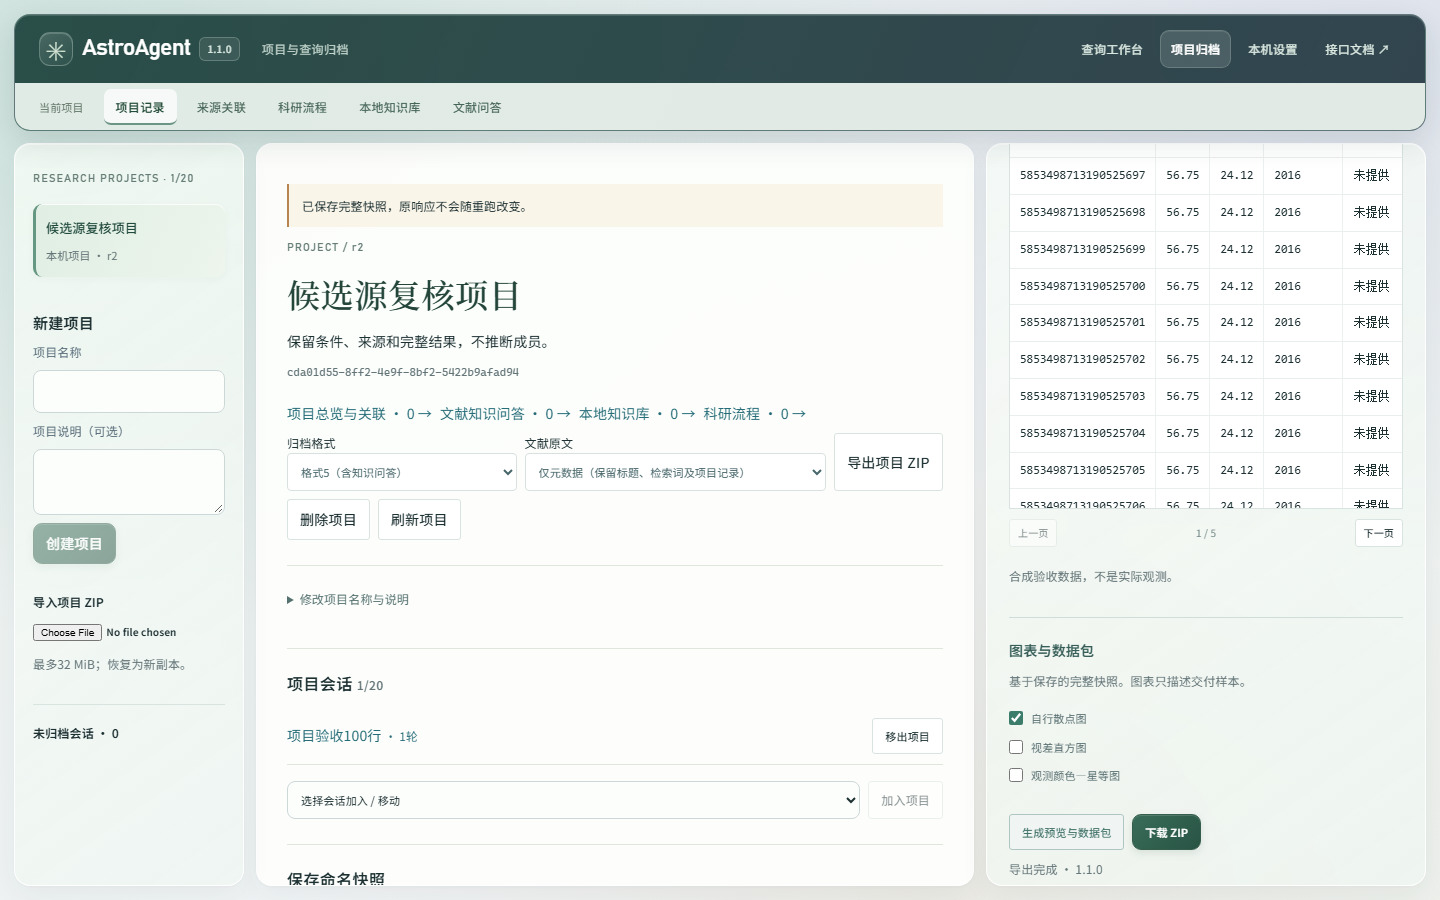 AstroAgent 1.1.0 项目与查询归档 查询工作台 项目归档 本机设置 接口文档 ↗
当前项目 项目记录 来源关联 科研流程 本地知识库 文献问答
RESEARCH PROJECTS · 1/20
候选源复核项目
本机项目 · r2
新建项目
项目名称
项目说明（可选）
创建项目
导入项目 ZIP
Choose File No file chosen
最多32 MiB；恢复为新副本。
未归档会话 · 0
已保存完整快照，原响应不会随重跑改变。
PROJECT / r2
候选源复核项目
保留条件、来源和完整结果，不推断成员。
cda01d55-8ff2-4e9f-8bf2-5422b9afad94
项目总览与关联 · 0 → 文献知识问答 · 0 → 本地知识库 · 0 → 科研流程 · 0 →
归档格式 文献原文
格式5（含知识问答） 仅元数据（保留标题、检索词及项目记录） 导出项目 ZIP
删除项目 刷新项目
▶ 修改项目名称与说明
项目会话 1/20
项目验收100行 · 1轮 移出项目
选择会话加入 / 移动 加入项目
保存命名快照
5853498713190525697 56.75 24.12 2016 未提供
5853498713190525698 56.75 24.12 2016 未提供
5853498713190525699 56.75 24.12 2016 未提供
5853498713190525700 56.75 24.12 2016 未提供
5853498713190525701 56.75 24.12 2016 未提供
5853498713190525702 56.75 24.12 2016 未提供
5853498713190525703 56.75 24.12 2016 未提供
5853498713190525704 56.75 24.12 2016 未提供
5853498713190525705 56.75 24.12 2016 未提供
5853498713190525706 56.75 24.12 2016 未提供
上一页 1 / 5 下一页
合成验收数据，不是实际观测。
图表与数据包
基于保存的完整快照。图表只描述交付样本。
自行散点图
视差直方图
观测颜色—星等图
生成预览与数据包 下载 ZIP
导出完成 · 1.1.0